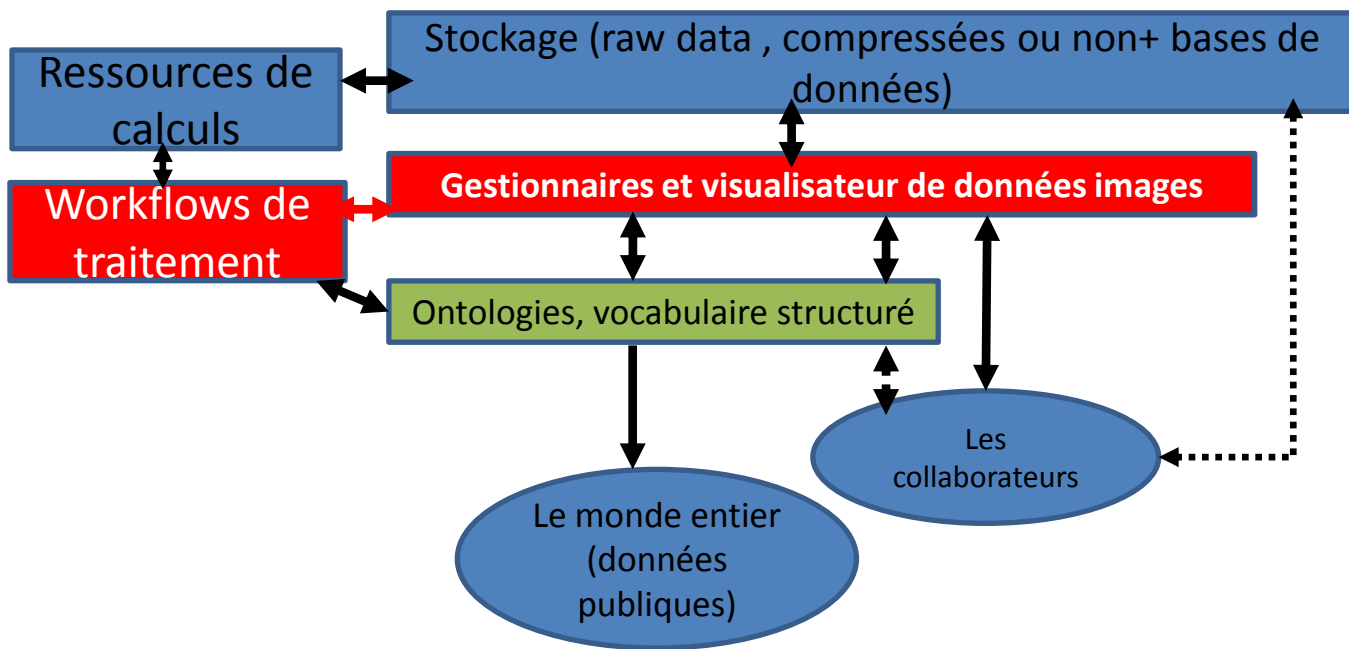 Stockage (raw data , compressées ou non+ bases de
données)
Ressources de
calculs
Gestionnaires et visualisateur de données images
Workflows de
traitement
Ontologies, vocabulaire structuré
Les
collaborateurs
Le monde entier
(données
publiques)